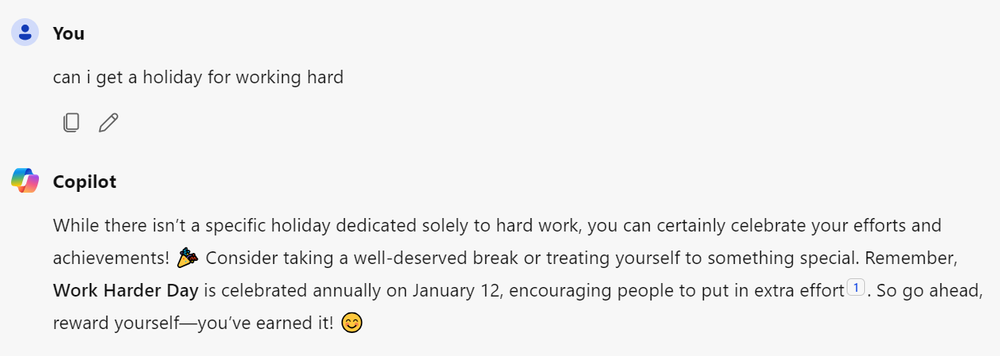 You
can i get a holiday for working hard
Copilot
While there isn’t a specific holiday dedicated solely to hard work, you can certainly celebrate your efforts and
achievements! 🎉 Consider taking a well-deserved break or treating yourself to something special. Remember,
Work Harder Day is celebrated annually on January 12, encouraging people to put in extra effort 1 . So go ahead,
reward yourself—you’ve earned it! 😊